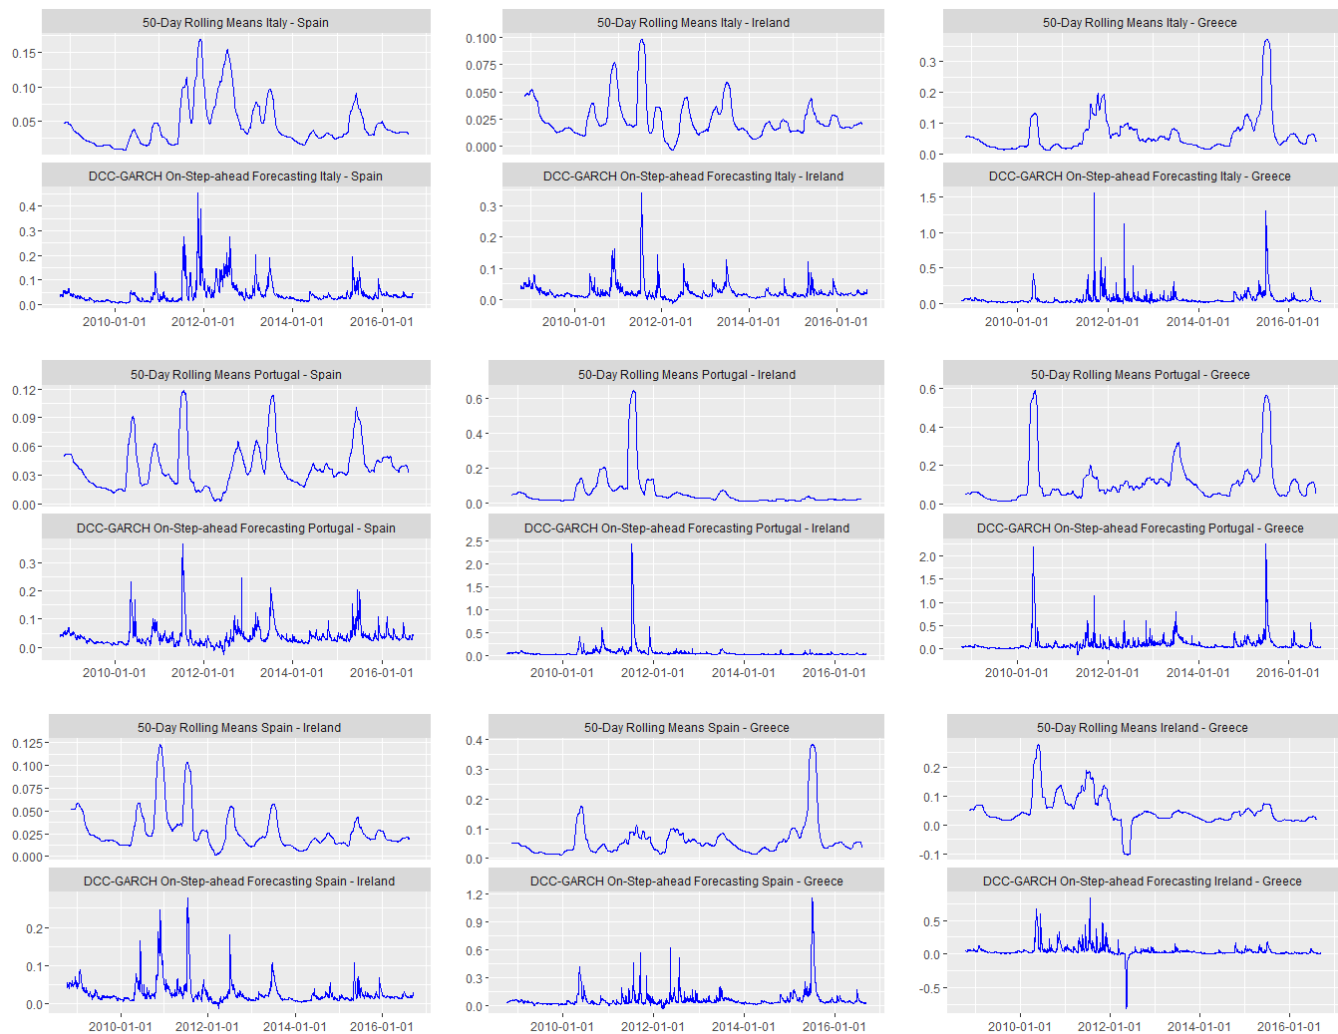 50-Day Rolling Means Italy - Spain
0.15
0.10
0.05
DCC-GARCH On-Step-ahead Forecasting Italy - Spain
0.4
0.3
0.2
0.1
0.0
2010-01-01 2012-01-01 2014-01-01 2016-01-01
50-Day Rolling Means Italy - Ireland
0.100
0.075
0.050
0.025
0.000
DCC-GARCH On-Step-ahead Forecasting Italy - Ireland
0.3
0.2
0.1
0.0
2010-01-01 2012-01-01 2014-01-01 2016-01-01
50-Day Rolling Means Italy - Greece
0.3
0.2
0.1
0.0
DCC-GARCH On-Step-ahead Forecasting Italy - Greece
1.5
1.0
0.5
0.0
2010-01-01 2012-01-01 2014-01-01 2016-01-01
50-Day Rolling Means Portugal - Spain
0.12
0.09
0.06
0.03
0.00
DCC-GARCH On-Step-ahead Forecasting Portugal - Spain
0.3
0.2
0.1
0.0
2010-01-01 2012-01-01 2014-01-01 2016-01-01
50-Day Rolling Means Portugal - Ireland
0.6
0.4
0.2
0.0
DCC-GARCH On-Step-ahead Forecasting Portugal - Ireland
2.5
2.0
1.5
1.0
0.5
0.0
2010-01-01 2012-01-01 2014-01-01 2016-01-01
50-Day Rolling Means Portugal - Greece
0.6
0.4
0.2
0.0
DCC-GARCH On-Step-ahead Forecasting Portugal - Greece
2.0
1.5
1.0
0.5
0.0
2010-01-01 2012-01-01 2014-01-01 2016-01-01
50-Day Rolling Means Spain - Ireland
0.125
0.100
0.075
0.050
0.025
0.000
DCC-GARCH On-Step-ahead Forecasting Spain - Ireland
0.2
0.1
0.0
2010-01-01 2012-01-01 2014-01-01 2016-01-01
50-Day Rolling Means Spain - Greece
0.4
0.3
0.2
0.1
0.0
DCC-GARCH On-Step-ahead Forecasting Spain - Greece
1.2
0.9
0.6
0.3
0.0
2010-01-01 2012-01-01 2014-01-01 2016-01-01
50-Day Rolling Means Ireland - Greece
0.2
0.1
0.0
-0.1
DCC-GARCH On-Step-ahead Forecasting Ireland - Greece
0.5
0.0
-0.5
2010-01-01 2012-01-01 2014-01-01 2016-01-01